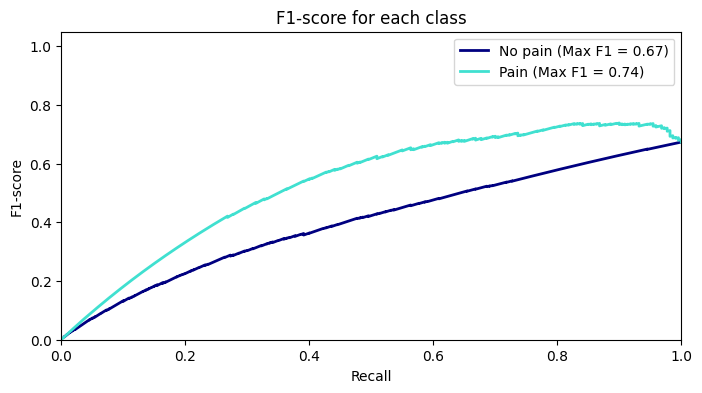 F1-score for each class
No pain (Max F1 = 0.67)
Pain (Max F1 = 0.74)
F1-score
1.0
0.8
0.6
0.4
0.2
0.0
0.0 0.2 0.4 0.6 0.8 1.0
Recall